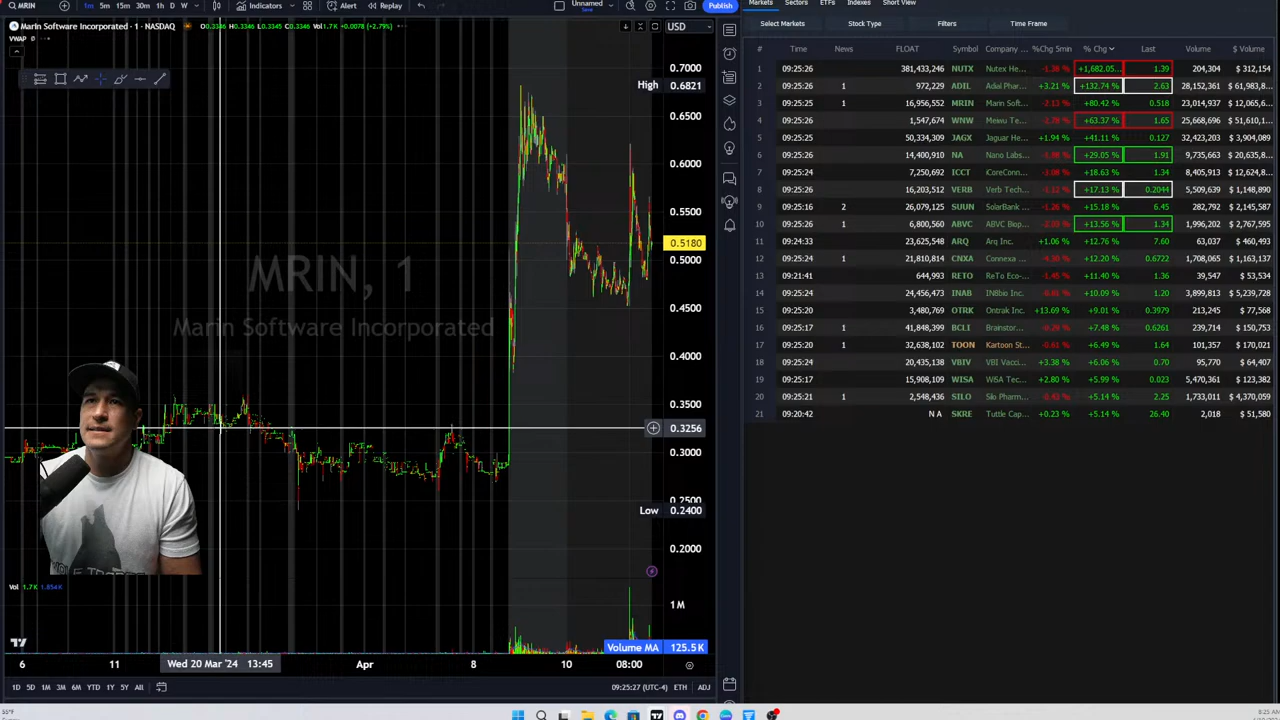 MRIN 1m 5m 15m 30m 1h D W Indicators Alert Replay Unnamed Save Publish
Markets Sectors ETFs Indexes Short View
Marin Software Incorporated · 1 · NASDAQ O0.3346 H0.3346 L0.3345 C0.3346 Vol1.7K +0.0078 (+2.79%) USD
Select Markets Stock Type Filters Time Frame
VWAP
# Time News FLOAT Symbol Company ... %Chg 5min % Chg Last Volume $ Volume
1 09:25:26 381,433,246 NUTX Nutex He... -1.38 % +1,682.05... 1.39 204,304 $ 312,154
2 09:25:26 1 972,229 ADIL Adial Phar... +3.21 % +132.74 % 2.63 28,152,361 $ 61,983,8...
3 09:25:25 1 16,956,552 MRIN Marin Soft... -2.13 % +80.42 % 0.518 23,014,937 $ 12,065,6...
4 09:25:26 1,547,674 WNW Meiwu Te... -2.78 % +63.37 % 1.65 25,668,696 $ 51,610,1...
5 09:25:25 50,334,309 JAGX Jaguar He... +1.94 % +41.11 % 0.127 32,423,203 $ 3,904,089
6 09:25:26 14,400,910 NA Nano Labs... +29.05 % 1.91 9,735,663 $ 20,635,8...
7 09:25:24 7,250,692 ICCT iCoreConn... -3.08 % +18.63 % 1.34 8,405,913 $ 12,624,8...
8 09:25:26 16,203,512 VERB Verb Tech... -1.12 % +17.13 % 0.2044 5,509,639 $ 1,148,890
9 09:25:16 2 26,079,125 SUUN SolarBank ... -1.26 % +15.18 % 6.45 282,792 $ 2,145,587
10 09:25:26 1 6,800,560 ABVC ABVC Biop... +13.56 % 1.34 1,996,202 $ 2,767,595
11 09:24:33 23,625,548 ARQ Arq Inc. +1.06 % +12.76 % 7.60 63,037 $ 460,493
12 09:25:24 1 21,810,814 CNXA Connexa ... -4.30 % +12.20 % 0.6722 1,708,065 $ 1,163,137
13 09:21:41 644,993 RETO ReTo Eco-... -1.45 % +11.40 % 1.36 39,547 $ 53,534
14 09:25:24 24,456,473 INAB IN8bio Inc. +10.09 % 1.20 3,899,813 $ 5,239,728
15 09:25:20 3,480,769 OTRK Ontrak Inc. +13.69 % +9.01 % 0.3979 213,245 $ 77,568
16 09:25:17 1 41,848,399 BCLI Brainstor... +7.48 % 0.6261 239,714 $ 150,753
17 09:25:20 1 32,638,102 TOON Kartoon St... -0.61 % +6.49 % 1.64 101,357 $ 170,021
18 09:25:24 20,435,138 VBIV VBI Vacci... +3.38 % +6.06 % 0.70 95,770 $ 64,407
19 09:25:17 15,908,109 WISA WiSA Tec... +2.80 % +5.99 % 0.023 5,470,361 $ 123,382
20 09:25:21 1 2,548,436 SILO Silo Pharm... -0.43 % +5.14 % 2.25 1,733,011 $ 4,370,059
21 09:20:42 N A SKRE Tuttle Cap... +0.23 % +5.14 % 26.40 2,018 $ 51,580
0.7000
High 0.6821
0.6500
0.6000
0.5500
0.5180
0.5000
0.4500
0.4000
0.3500
0.3256
0.3000
0.2500
Low 0.2400
0.2000
MRIN, 1
Marin Software Incorporated
Vol 1.7K 1.854K
1 M
Volume MA 125.5 K
6 11 Wed 20 Mar '24 13:45 Apr 8 10 08:00
1D 5D 1M 3M 6M YTD 1Y 5Y All 09:25:27 (UTC-4) ETH ADJ
55°F
8:25 AM